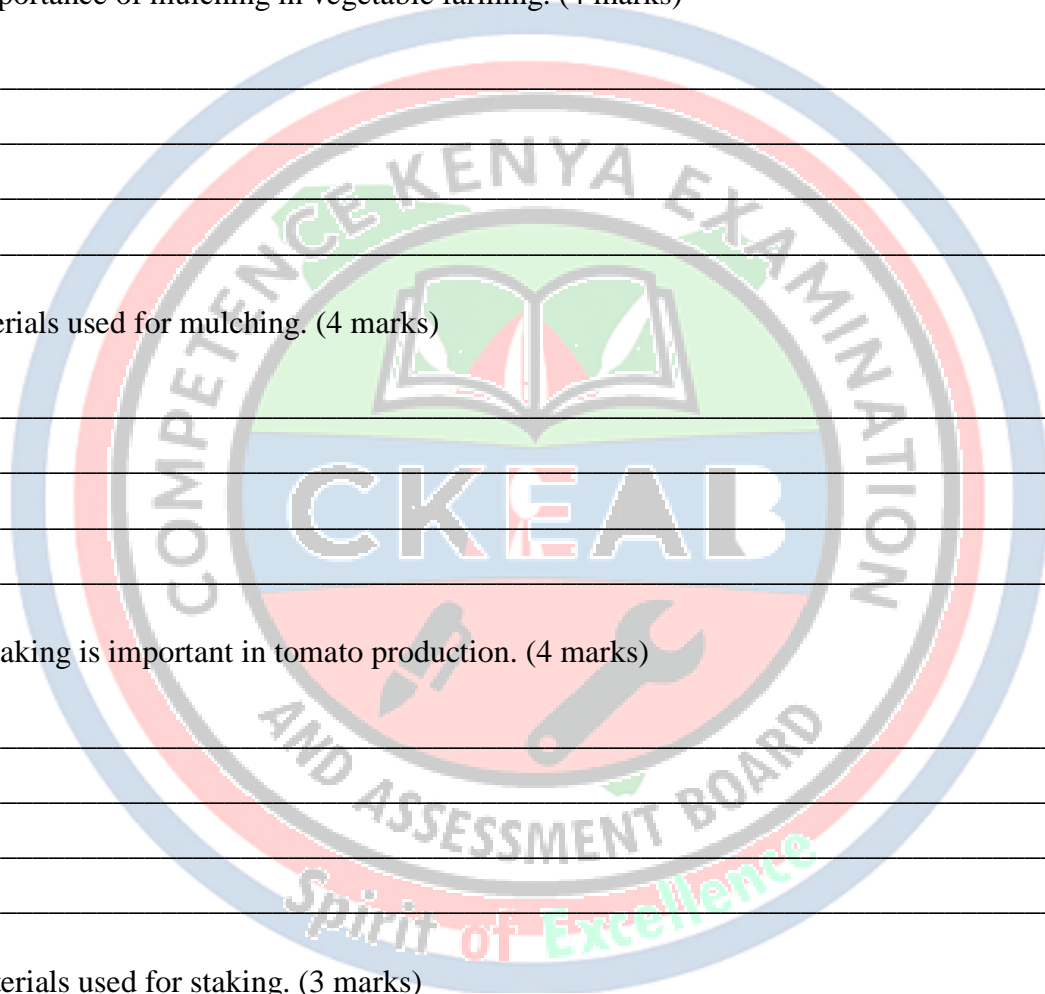 portance of mulching in vegetable farming. (4 marks)
erials used for mulching. (4 marks)
aking is important in tomato production. (4 marks)
terials used for staking. (3 marks)
COMPETENCE KENYA EXAMINATION
CKEAB
AND ASSESSMENT BOARD
Spirit of Excellence